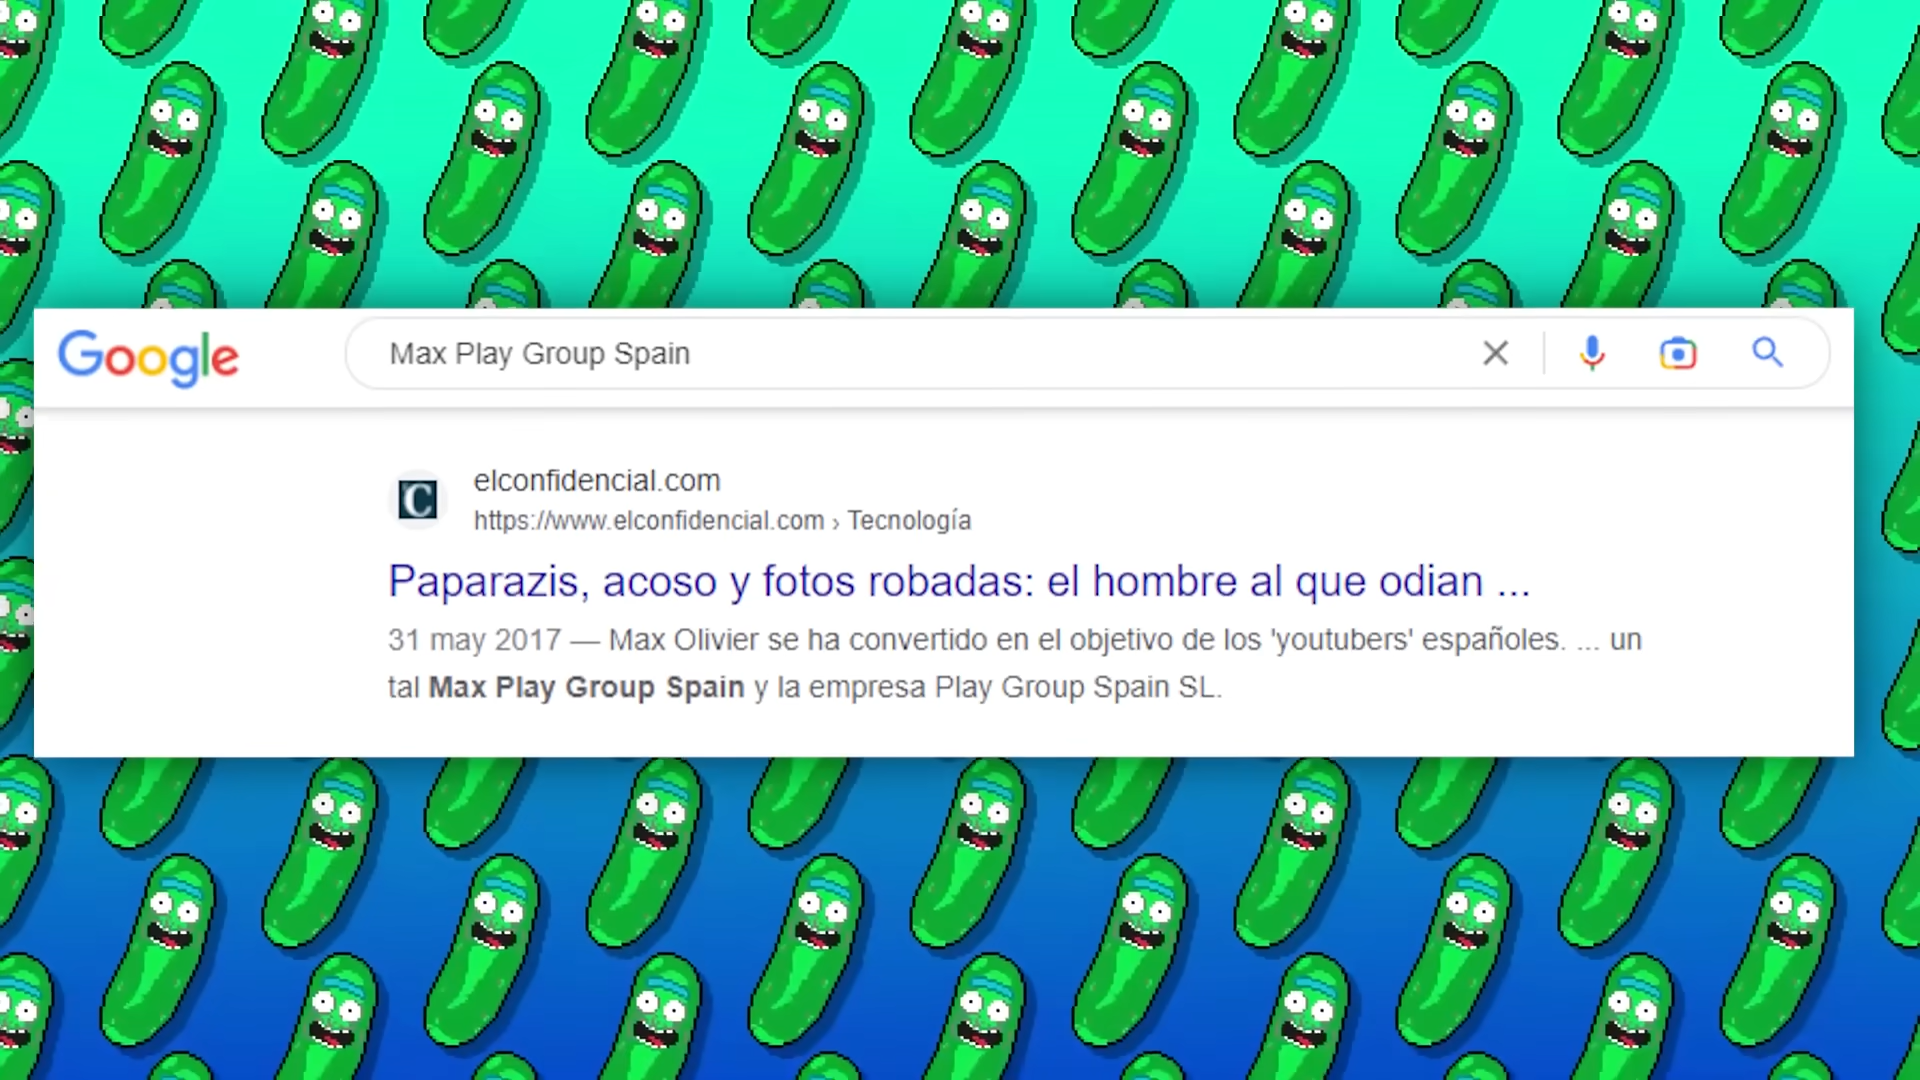 Google
Max Play Group Spain
C
elconfidencial.com
https://www.elconfidencial.com › Tecnología
Paparazis, acoso y fotos robadas: el hombre al que odian ...
31 may 2017 — Max Olivier se ha convertido en el objetivo de los 'youtubers' españoles. ... un
tal Max Play Group Spain y la empresa Play Group Spain SL.